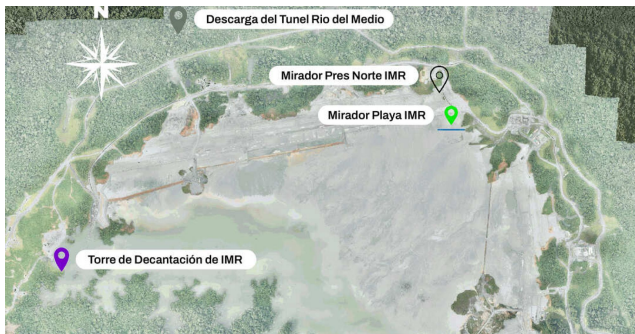 N
Descarga del Tunel Rio del Medio
Mirador Pres Norte IMR
Mirador Playa IMR
Torre de Decantación de IMR